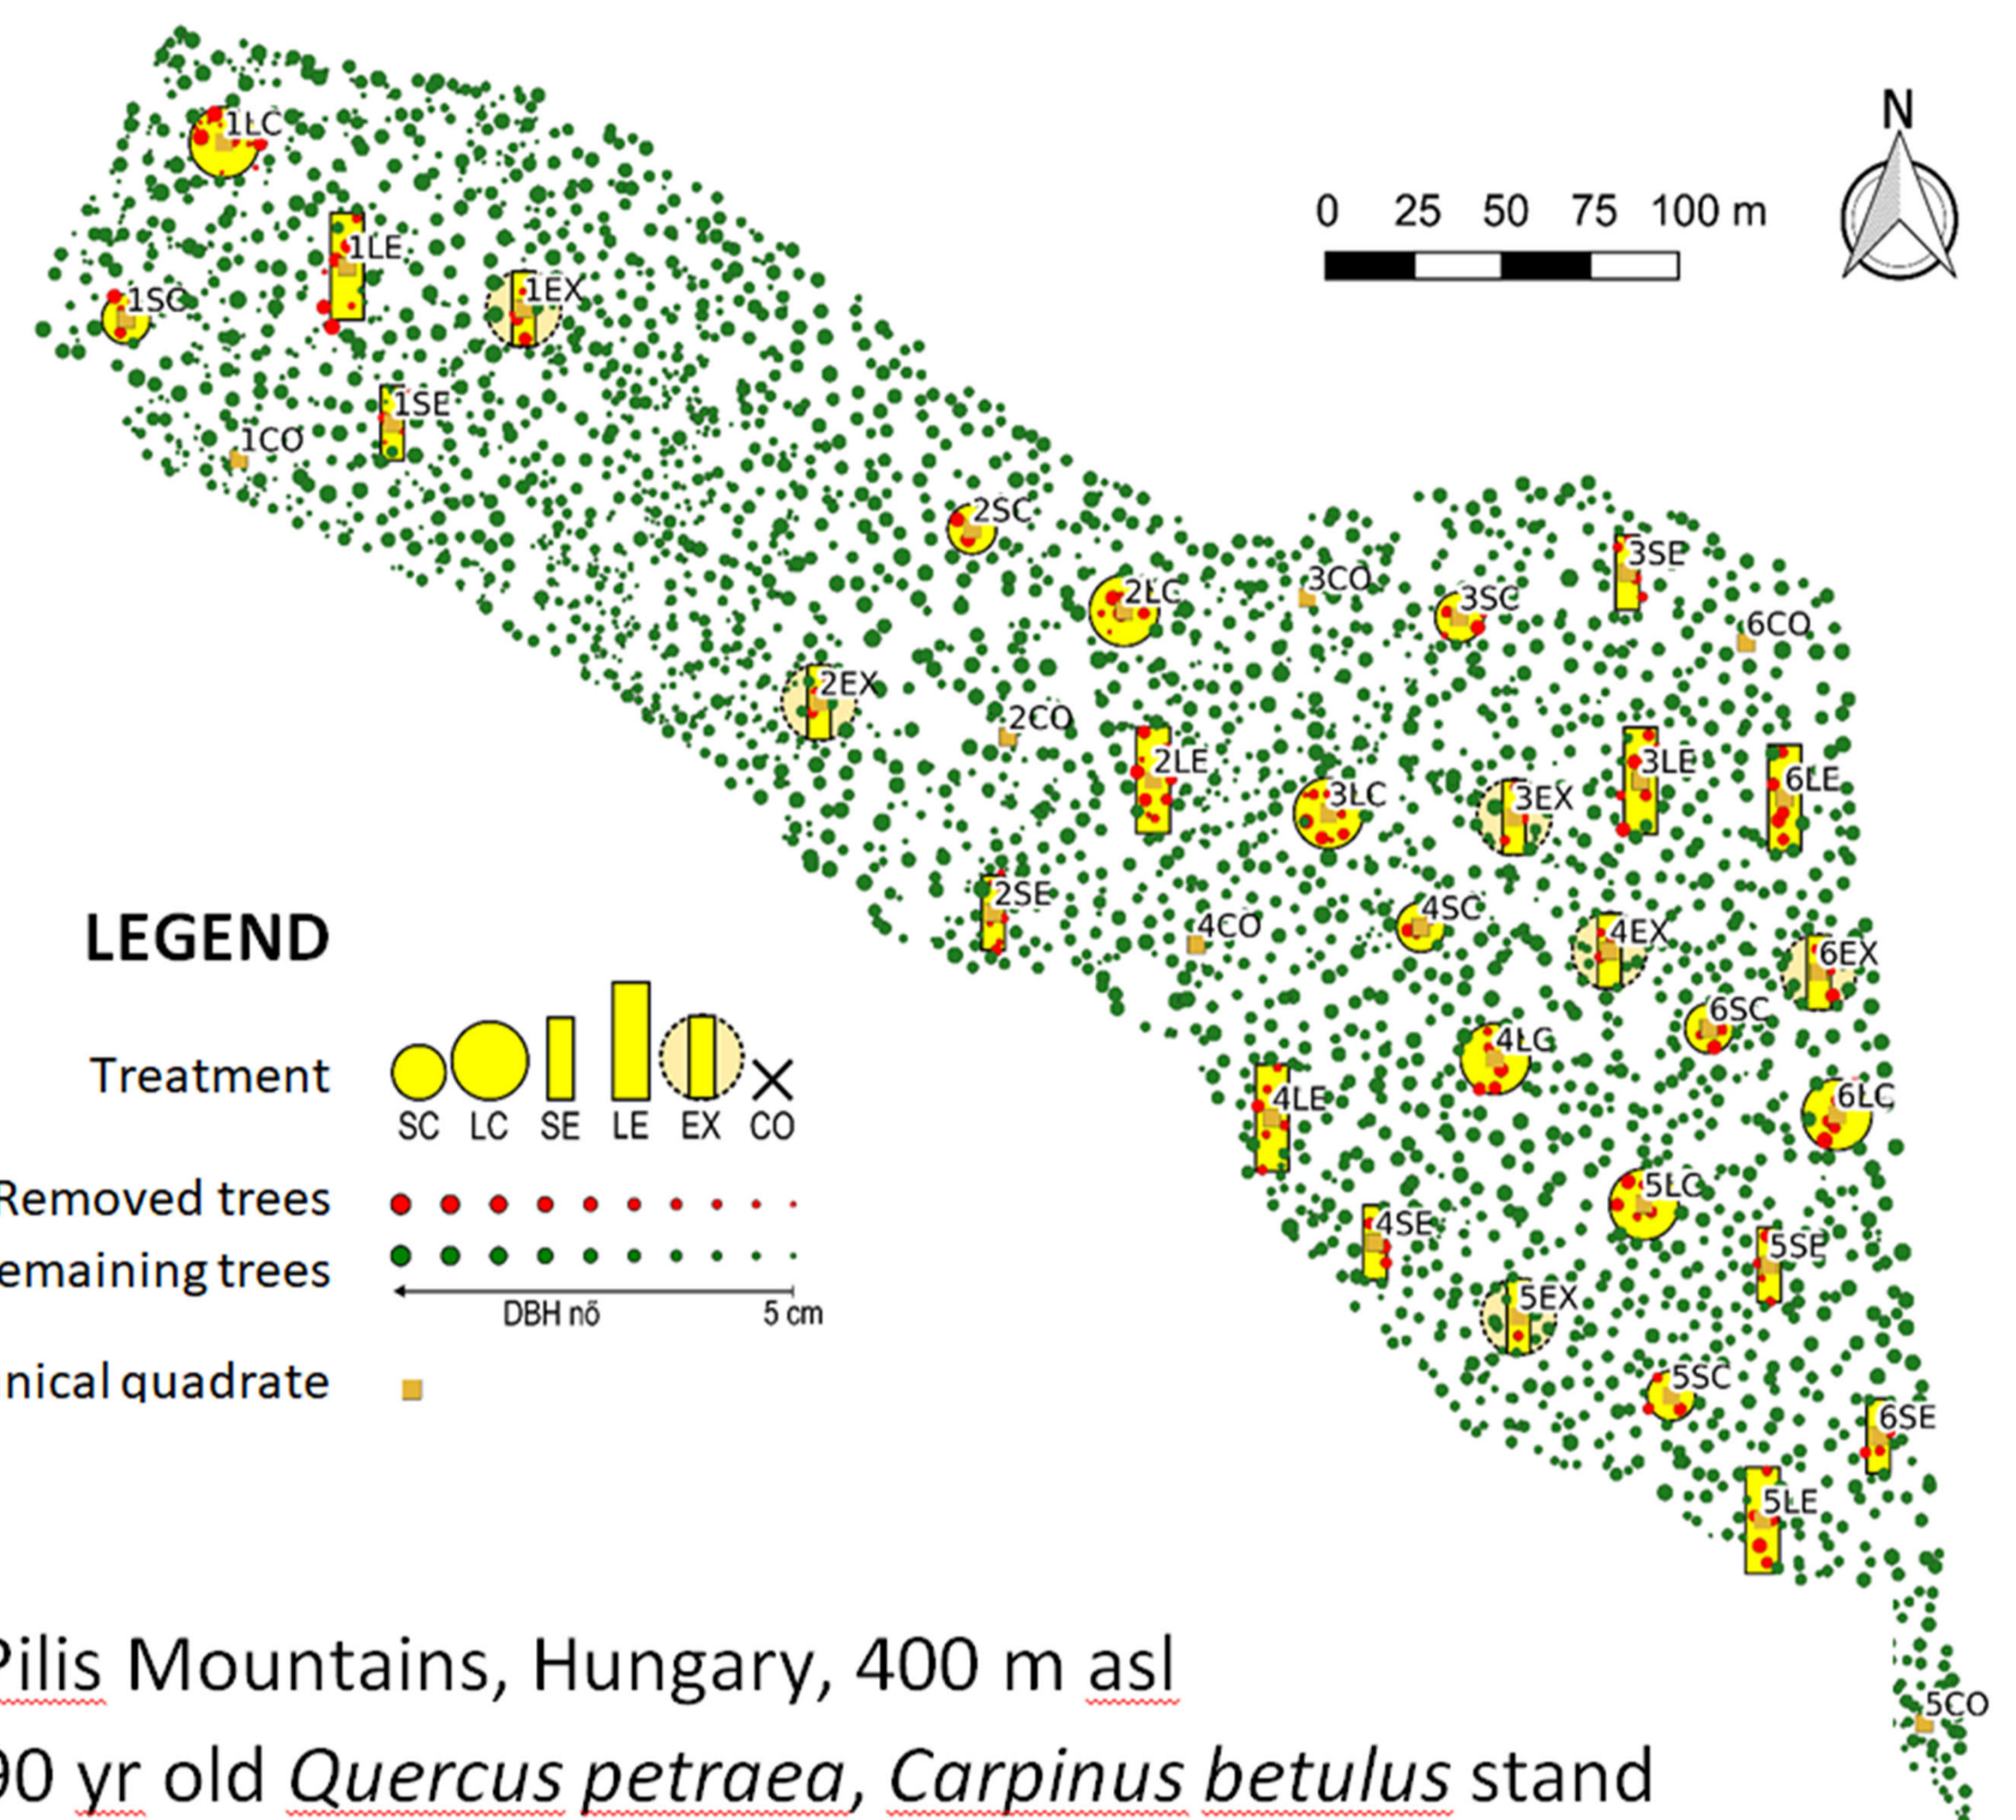 N
0 25 50 75 100 m
1LC
1LE
1SC
1EX
1SE
1CO
2SC
2LC
3CO
3SC
3SE
6CO
2EX
2CO
2LE
3LC
3EX
3LE
6LE
2SE
4CO
4SC
4EX
6EX
6SC
4LC
4LE
6LC
5LC
4SE
5SE
5EX
5SC
6SE
5LE
5CO
LEGEND
Treatment
SC LC SE LE EX CO
Removed trees
emaining trees
DBH nő 5 cm
nical quadrate
Pilis Mountains, Hungary, 400 m asl
90 yr old Quercus petraea, Carpinus betulus stand